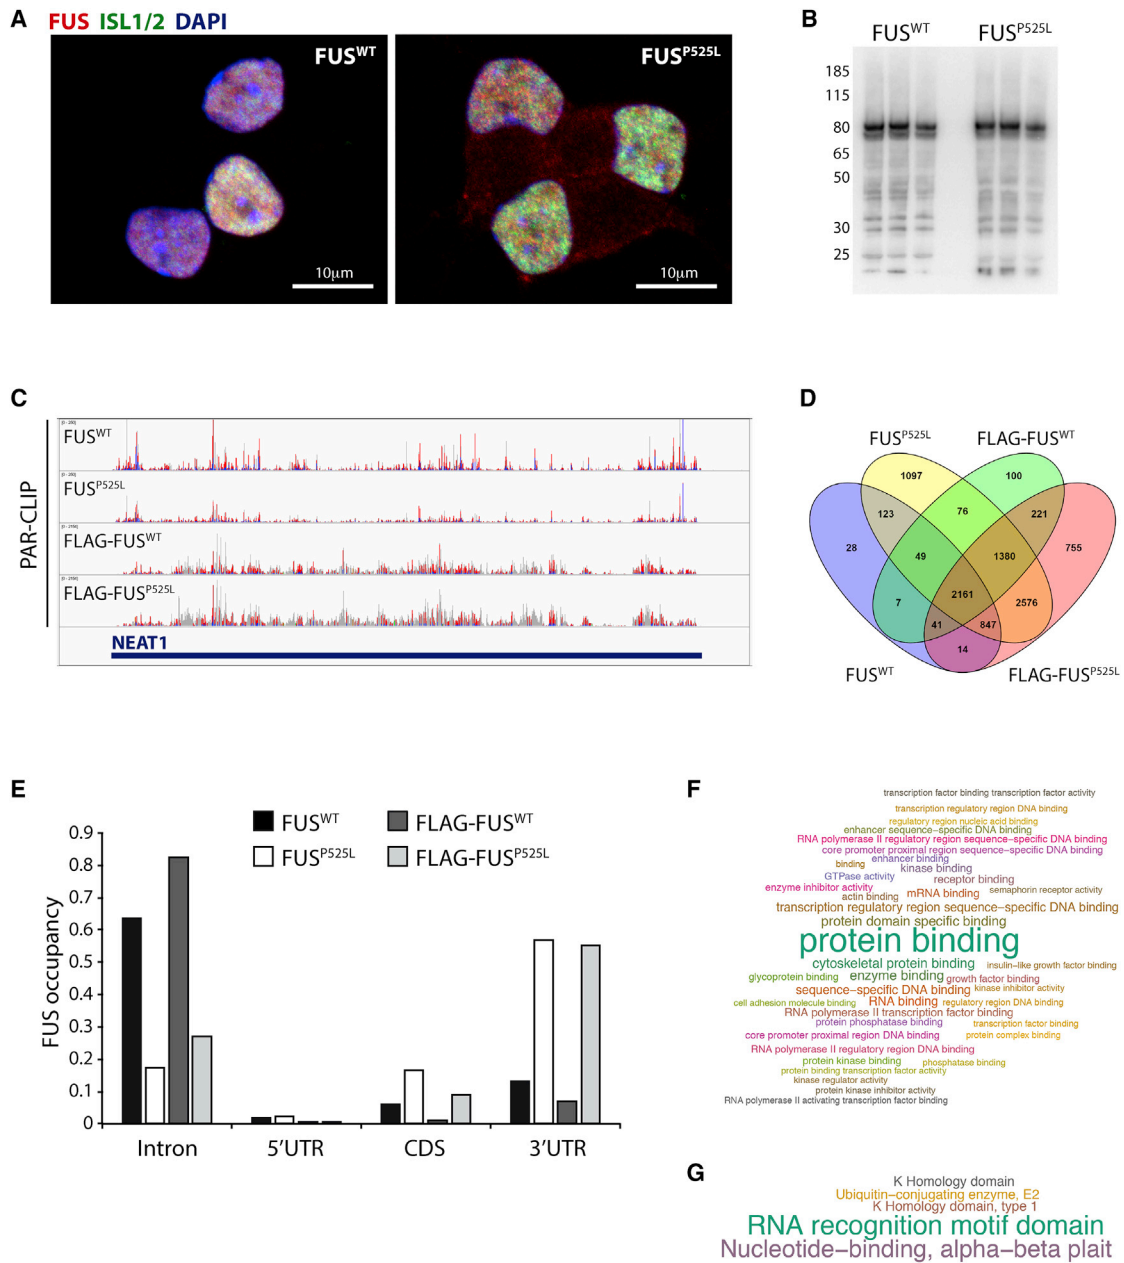 A
FUS ISL1/2 DAPI
FUSWT
10μm
FUSP525L
10μm
B
FUSWT FUSP525L
185
115
80
65
50
30
25
C
PAR-CLIP
FUSWT
FUSP525L
FLAG-FUSWT
FLAG-FUSP525L
NEAT1
D
FUSP525L FLAG-FUSWT
1097 100
123 76 221
28 49 1380 755
7 2161 2576
41 847
14
FUSWT FLAG-FUSP525L
E
FUSWT FLAG-FUSWT
FUSP525L FLAG-FUSP525L
FUS occupancy
0.9
0.8
0.7
0.6
0.5
0.4
0.3
0.2
0.1
0
Intron 5’UTR CDS 3’UTR
F
transcription factor binding transcription factor activity
transcription regulatory region DNA binding
regulatory region nucleic acid binding
enhancer sequence−specific DNA binding
RNA polymerase II regulatory region sequence−specific DNA binding
core promoter proximal region sequence−specific DNA binding
binding enhancer binding
kinase binding
GTPase activity receptor binding
enzyme inhibitor activity mRNA binding semaphorin receptor activity
actin binding
transcription regulatory region sequence−specific DNA binding
protein domain specific binding
protein binding
cytoskeletal protein binding insulin−like growth factor binding
glycoprotein binding enzyme binding growth factor binding
sequence−specific DNA binding kinase inhibitor activity
cell adhesion molecule binding RNA binding regulatory region DNA binding
RNA polymerase II transcription factor binding
protein phosphatase binding transcription factor binding
core promoter proximal region DNA binding protein complex binding
RNA polymerase II regulatory region DNA binding
protein kinase binding phosphatase binding
protein binding transcription factor activity
kinase regulator activity
protein kinase inhibitor activity
RNA polymerase II activating transcription factor binding
G
K Homology domain
Ubiquitin−conjugating enzyme, E2
K Homology domain, type 1
RNA recognition motif domain
Nucleotide−binding, alpha−beta plait